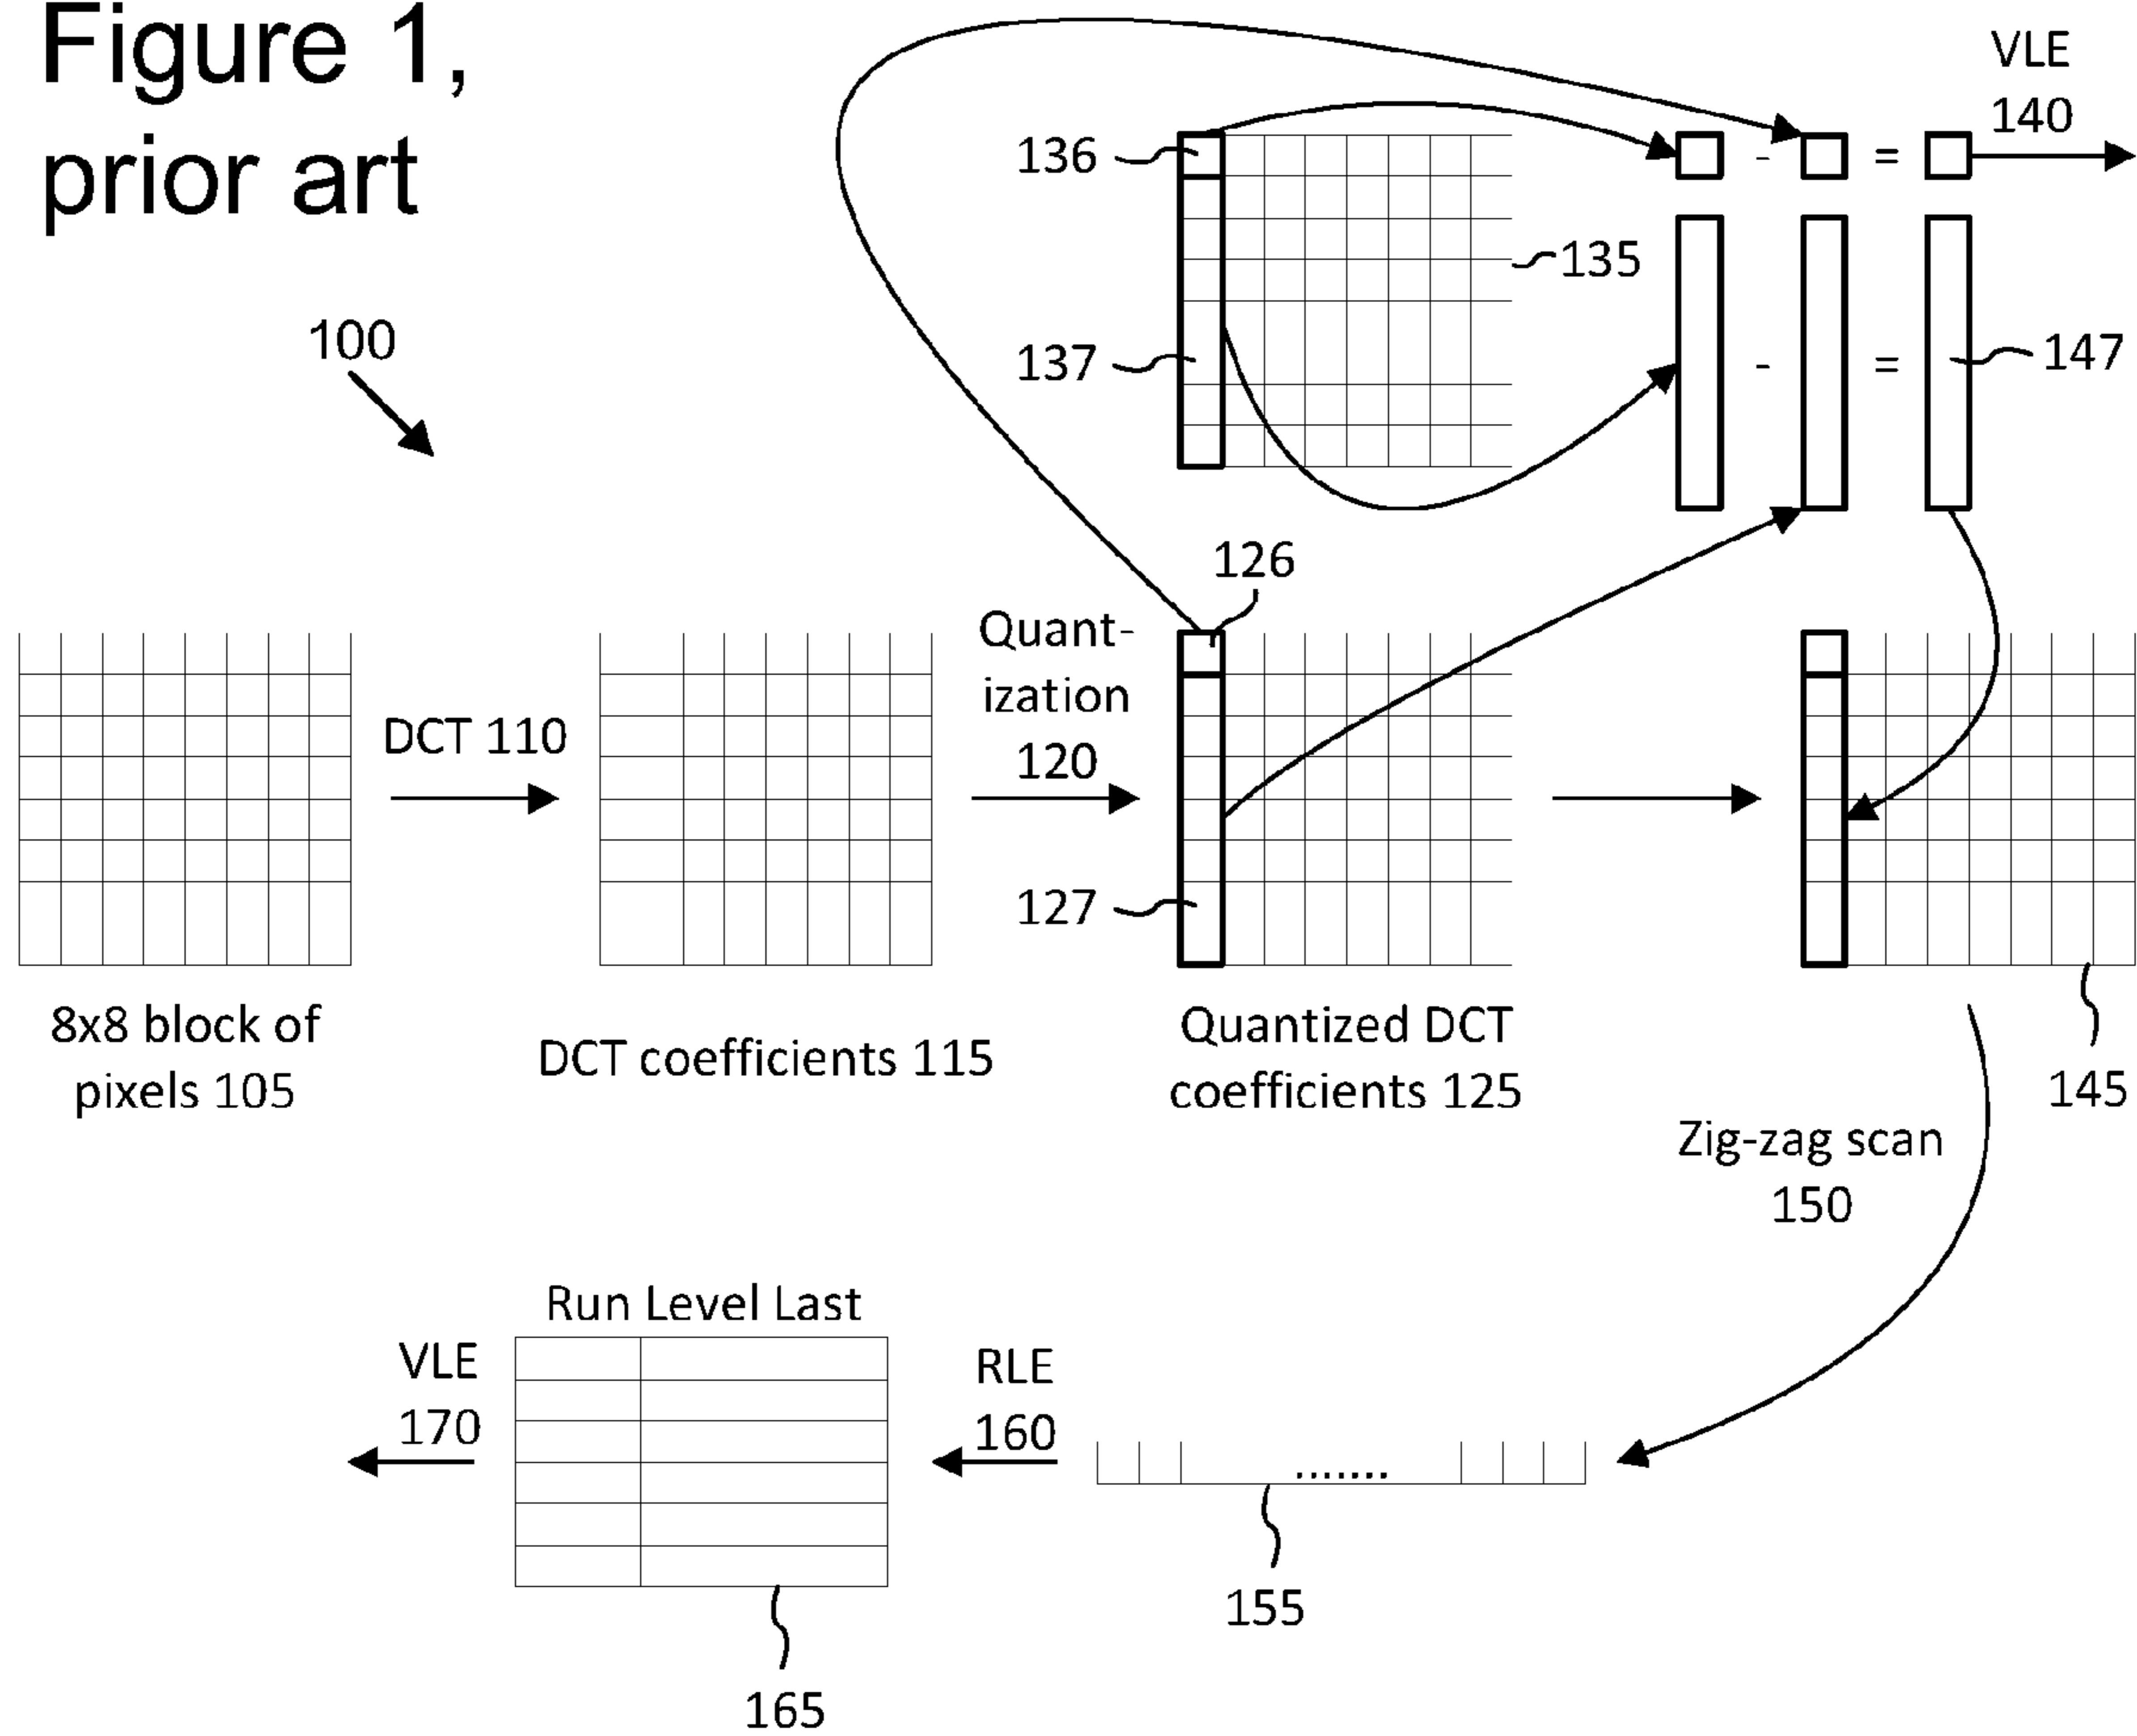 Figure 1,
prior art
VLE
140
136
- =
135
100
137
- =
147
126
Quant-
ization
120
DCT 110
127
8x8 block of
pixels 105
DCT coefficients 115
Quantized DCT
coefficients 125
145
Zig-zag scan
150
Run Level Last
VLE
170
RLE
160
.......
155
165